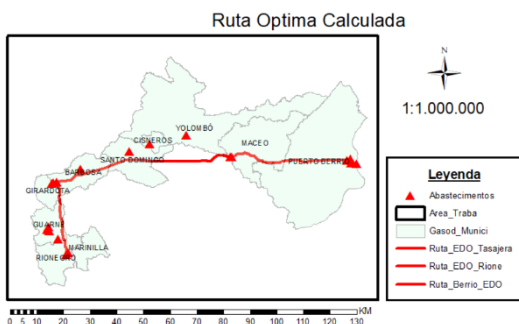 Ruta Optima Calculada
N
1:1.000.000
YOLOMBÓ
CISNEROS
MACEO
SANTO DOMINGO
PUERTO BERRIO
BARBOSA
GIRARDOTA
GUARNE
MARINILLA
RIONEGRO
Leyenda
Abastecimentos
Area_Traba
Gasod_Munici
Ruta_EDO_Tasajera
Ruta_EDO_Rione
Ruta_Berrio_EDO
KM
0 5 10 20 30 40 50 60 70 80 90 100 110 120 130